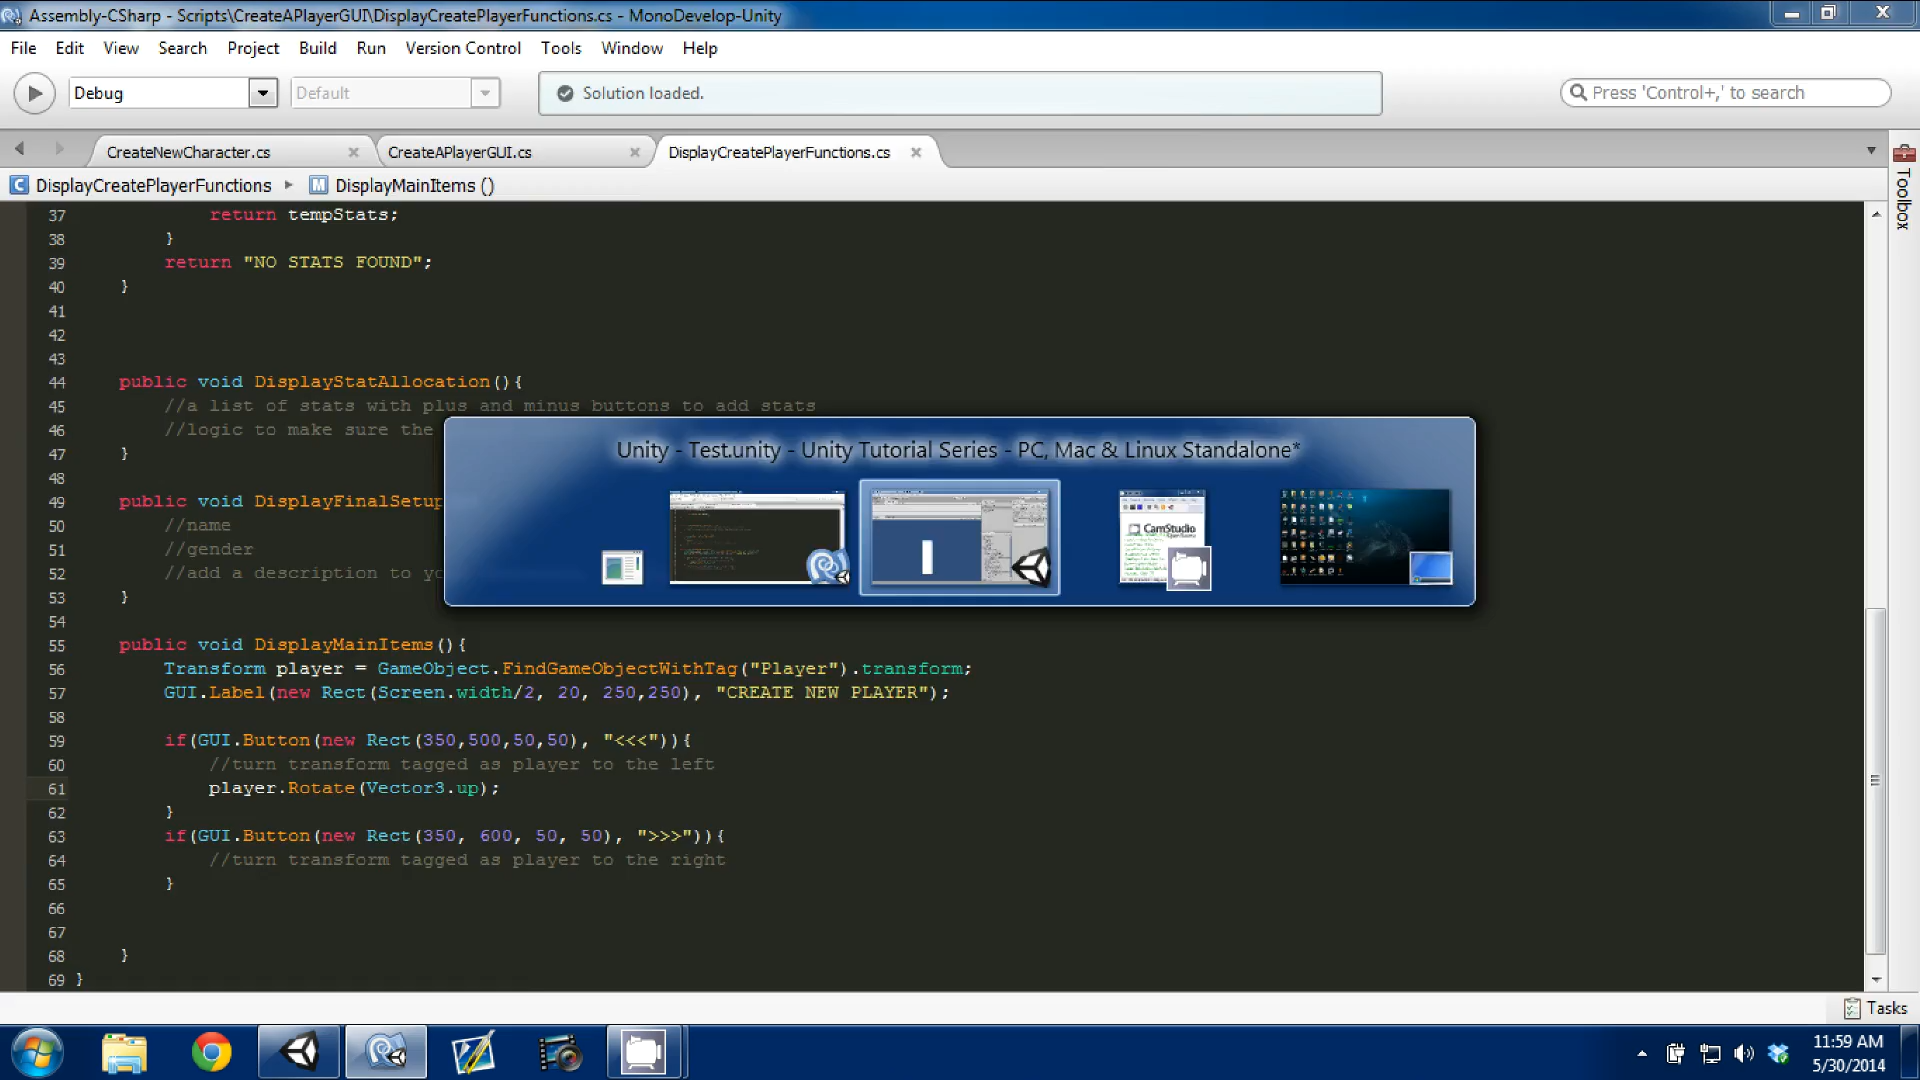 Assembly-CSharp - Scripts\CreateAPlayerGUI\DisplayCreatePlayerFunctions.cs - MonoDevelop-Unity
File Edit View Search Project Build Run Version Control Tools Window Help
Debug Default Solution loaded. Press 'Control+,' to search
CreateNewCharacter.cs CreateAPlayerGUI.cs DisplayCreatePlayerFunctions.cs
DisplayCreatePlayerFunctions DisplayMainItems ()
Toolbox
37 return tempStats;
38 }
39 return "NO STATS FOUND";
40 }
41
42
43
44 public void DisplayStatAllocation(){
45 //a list of stats with plus and minus buttons to add stats
46 //logic to make sure the
47 }
48
49 public void DisplayFinalSetup
50 //name
51 //gender
52 //add a description to yo
53 }
54
Unity - Test.unity - Unity Tutorial Series - PC, Mac & Linux Standalone*
CamStudio
55 public void DisplayMainItems(){
56 Transform player = GameObject.FindGameObjectWithTag("Player").transform;
57 GUI.Label(new Rect(Screen.width/2, 20, 250,250), "CREATE NEW PLAYER");
58
59 if(GUI.Button(new Rect(350,500,50,50), "<<<")){
60 //turn transform tagged as player to the left
61 player.Rotate(Vector3.up);
62 }
63 if(GUI.Button(new Rect(350, 600, 50, 50), ">>>")){
64 //turn transform tagged as player to the right
65 }
66
67
68 }
69 }
Tasks
11:59 AM
5/30/2014